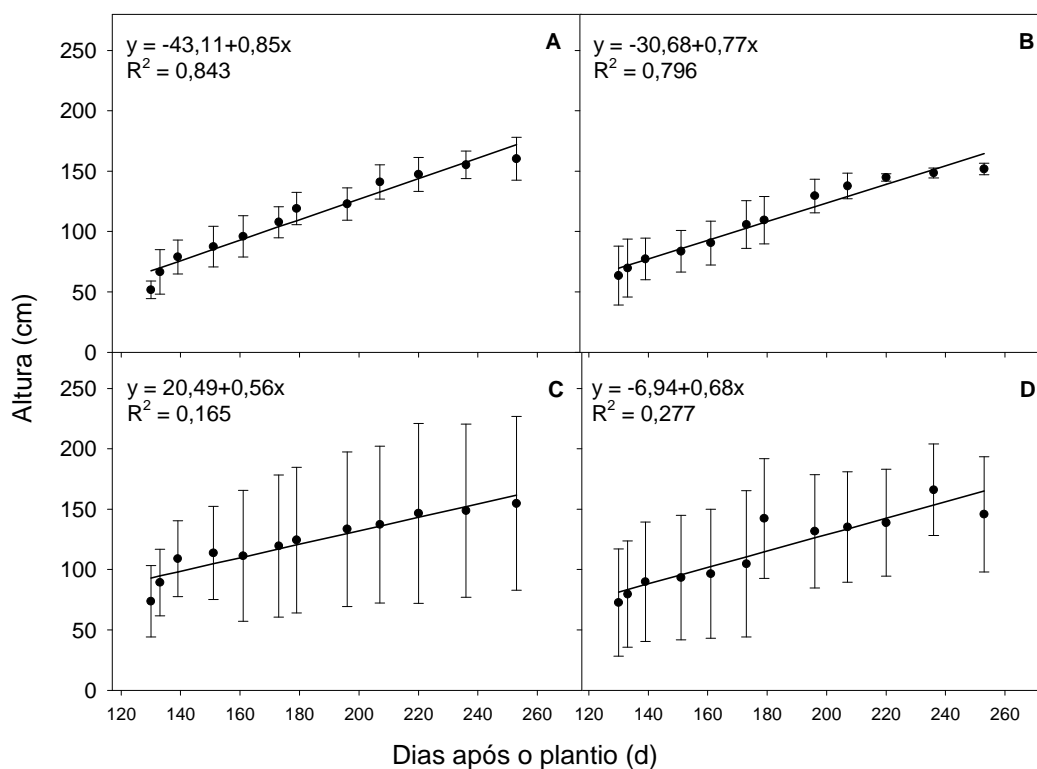 y = -43,11+0,85x
R² = 0,843
A
y = -30,68+0,77x
R² = 0,796
B
250
200
150
100
50
0
Altura (cm)
y = 20,49+0,56x
R² = 0,165
C
y = -6,94+0,68x
R² = 0,277
D
250
200
150
100
50
0
120 140 160 180 200 220 240 260 120 140 160 180 200 220 240 260
Dias após o plantio (d)